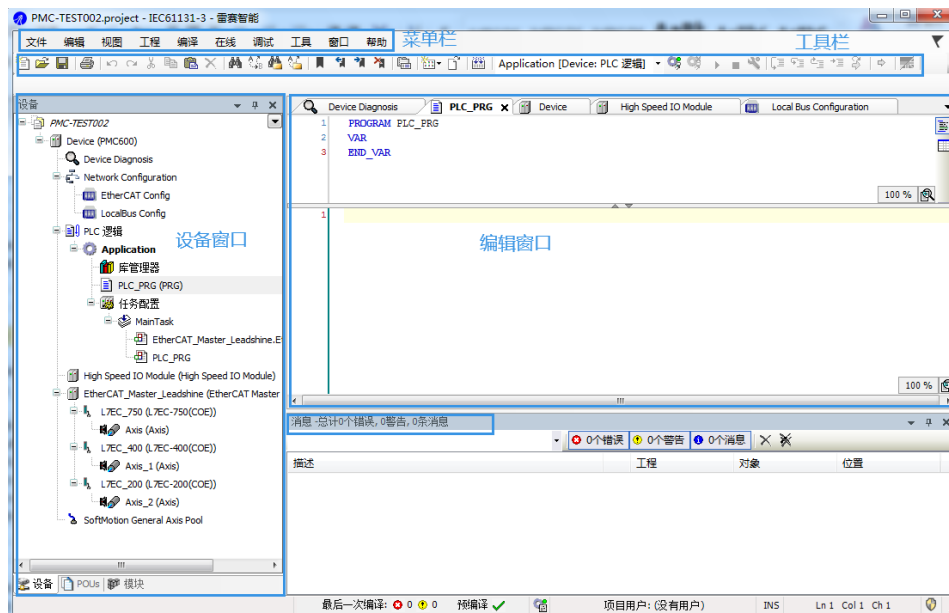 PMC-TEST002.project - IEC61131-3 - 雷赛智能
文件 编辑 视图 工程 编译 在线 调试 工具 窗口 帮助 菜单栏 工具栏
Application [Device: PLC 逻辑]
设备
PMC-TEST002
Device (PMC600)
Device Diagnosis
Network Configuration
EtherCAT Config
LocalBus Config
PLC 逻辑
Application
库管理器
PLC_PRG (PRG)
任务配置
MainTask
EtherCAT_Master_Leadshine.E
PLC_PRG
High Speed IO Module (High Speed IO Module)
EtherCAT_Master_Leadshine (EtherCAT Master
L7EC_750 (L7EC-750(COE))
Axis (Axis)
L7EC_400 (L7EC-400(COE))
Axis_1 (Axis)
L7EC_200 (L7EC-200(COE))
Axis_2 (Axis)
SoftMotion General Axis Pool
设备窗口
设备 POUs 模块
Device Diagnosis PLC_PRG Device High Speed IO Module Local Bus Configuration
1 PROGRAM PLC_PRG
2 VAR
3 END_VAR
100 %
1
编辑窗口
100 %
消息 -总计0个错误, 0警告, 0条消息
0个错误 0个警告 0个消息
描述 工程 对象 位置
最后一次编译: 0 0 预编译 项目用户: (没有用户) INS Ln 1 Col 1 Ch 1